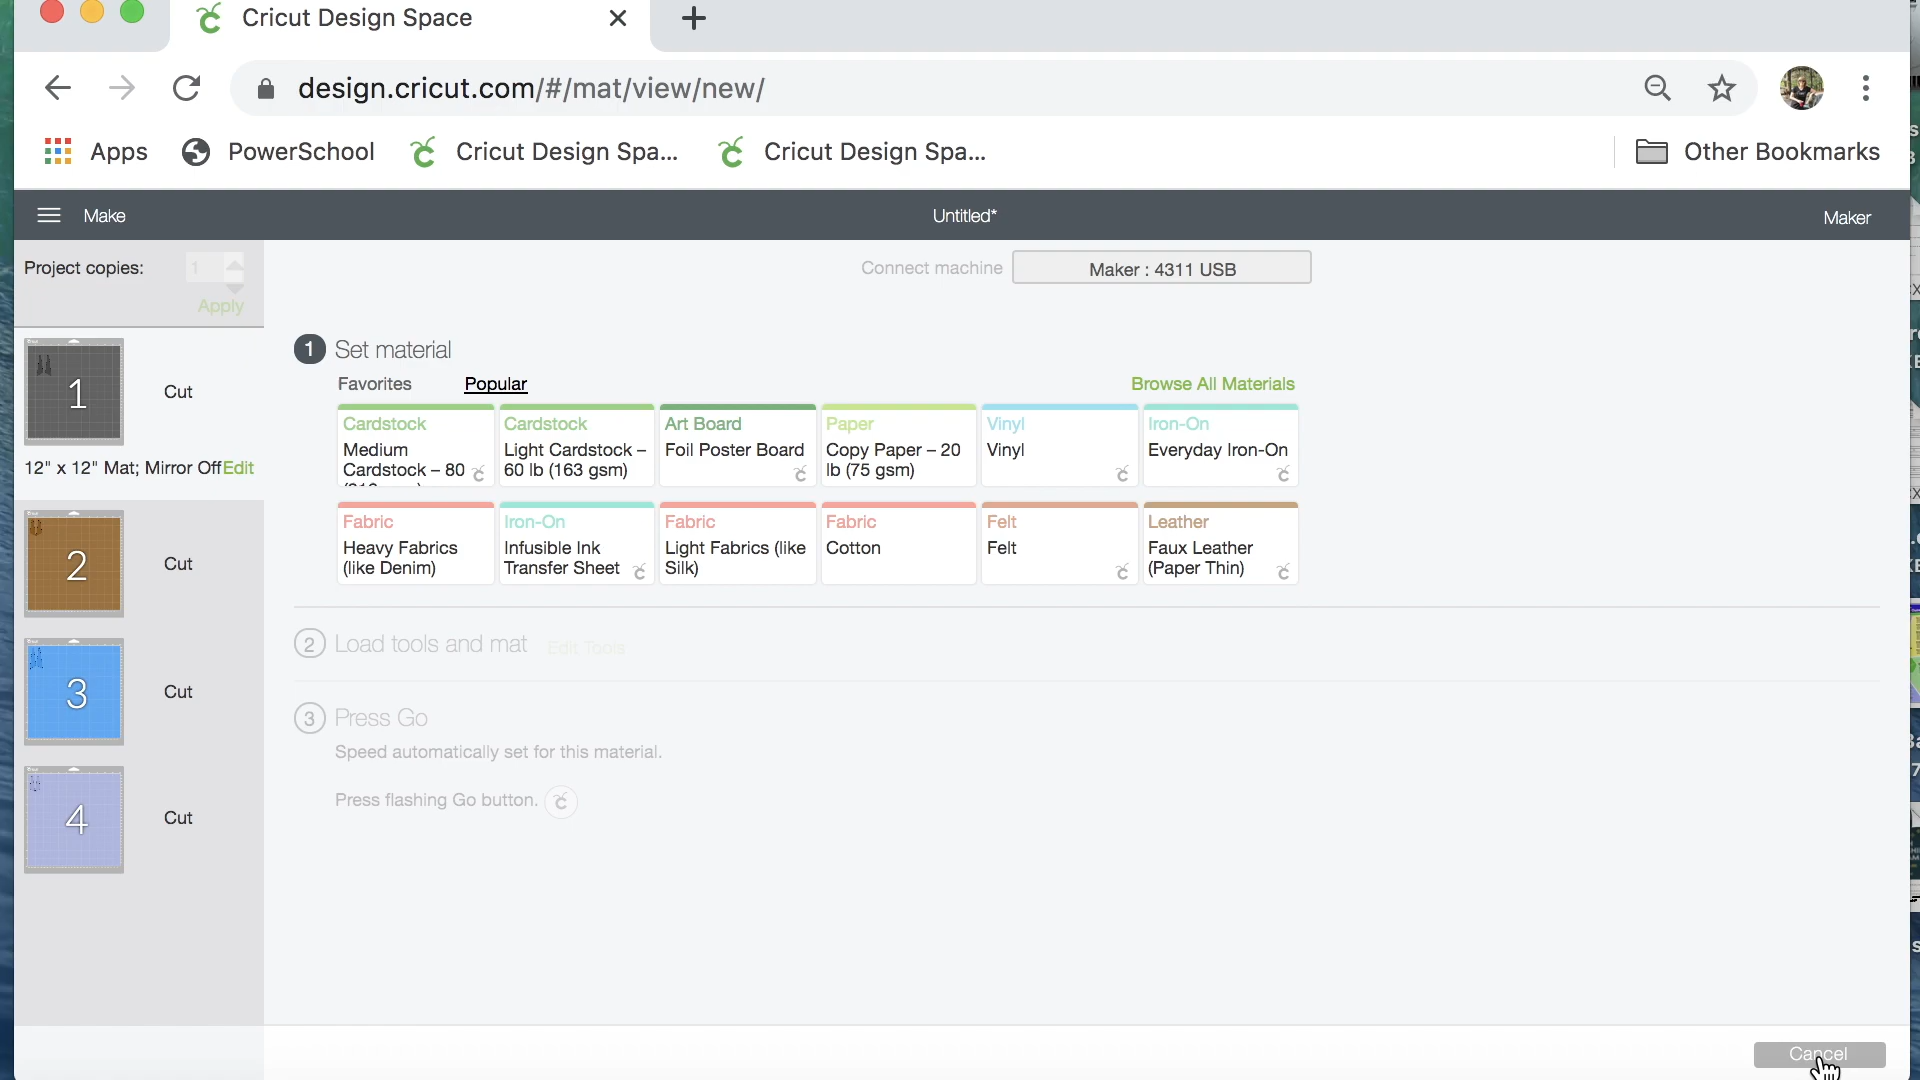 Cricut Design Space
design.cricut.com/#/mat/view/new/
Apps
PowerSchool
Cricut Design Spa...
Cricut Design Spa...
Other Bookmarks
Make
Untitled*
Maker
Project copies:
1
Apply
Connect machine
Maker : 4311 USB
1
Cut
12" x 12" Mat; Mirror Off Edit
2
Cut
3
Cut
4
Cut
1 Set material
Favorites
Popular
Browse All Materials
Cardstock
Medium
Cardstock – 80
Cardstock
Light Cardstock –
60 lb (163 gsm)
Art Board
Foil Poster Board
Paper
Copy Paper – 20
lb (75 gsm)
Vinyl
Vinyl
Iron-On
Everyday Iron-On
Fabric
Heavy Fabrics
(like Denim)
Iron-On
Infusible Ink
Transfer Sheet
Fabric
Light Fabrics (like
Silk)
Fabric
Cotton
Felt
Felt
Leather
Faux Leather
(Paper Thin)
2 Load tools and mat
Edit Tools
3 Press Go
Speed automatically set for this material.
Press flashing Go button.
Cancel